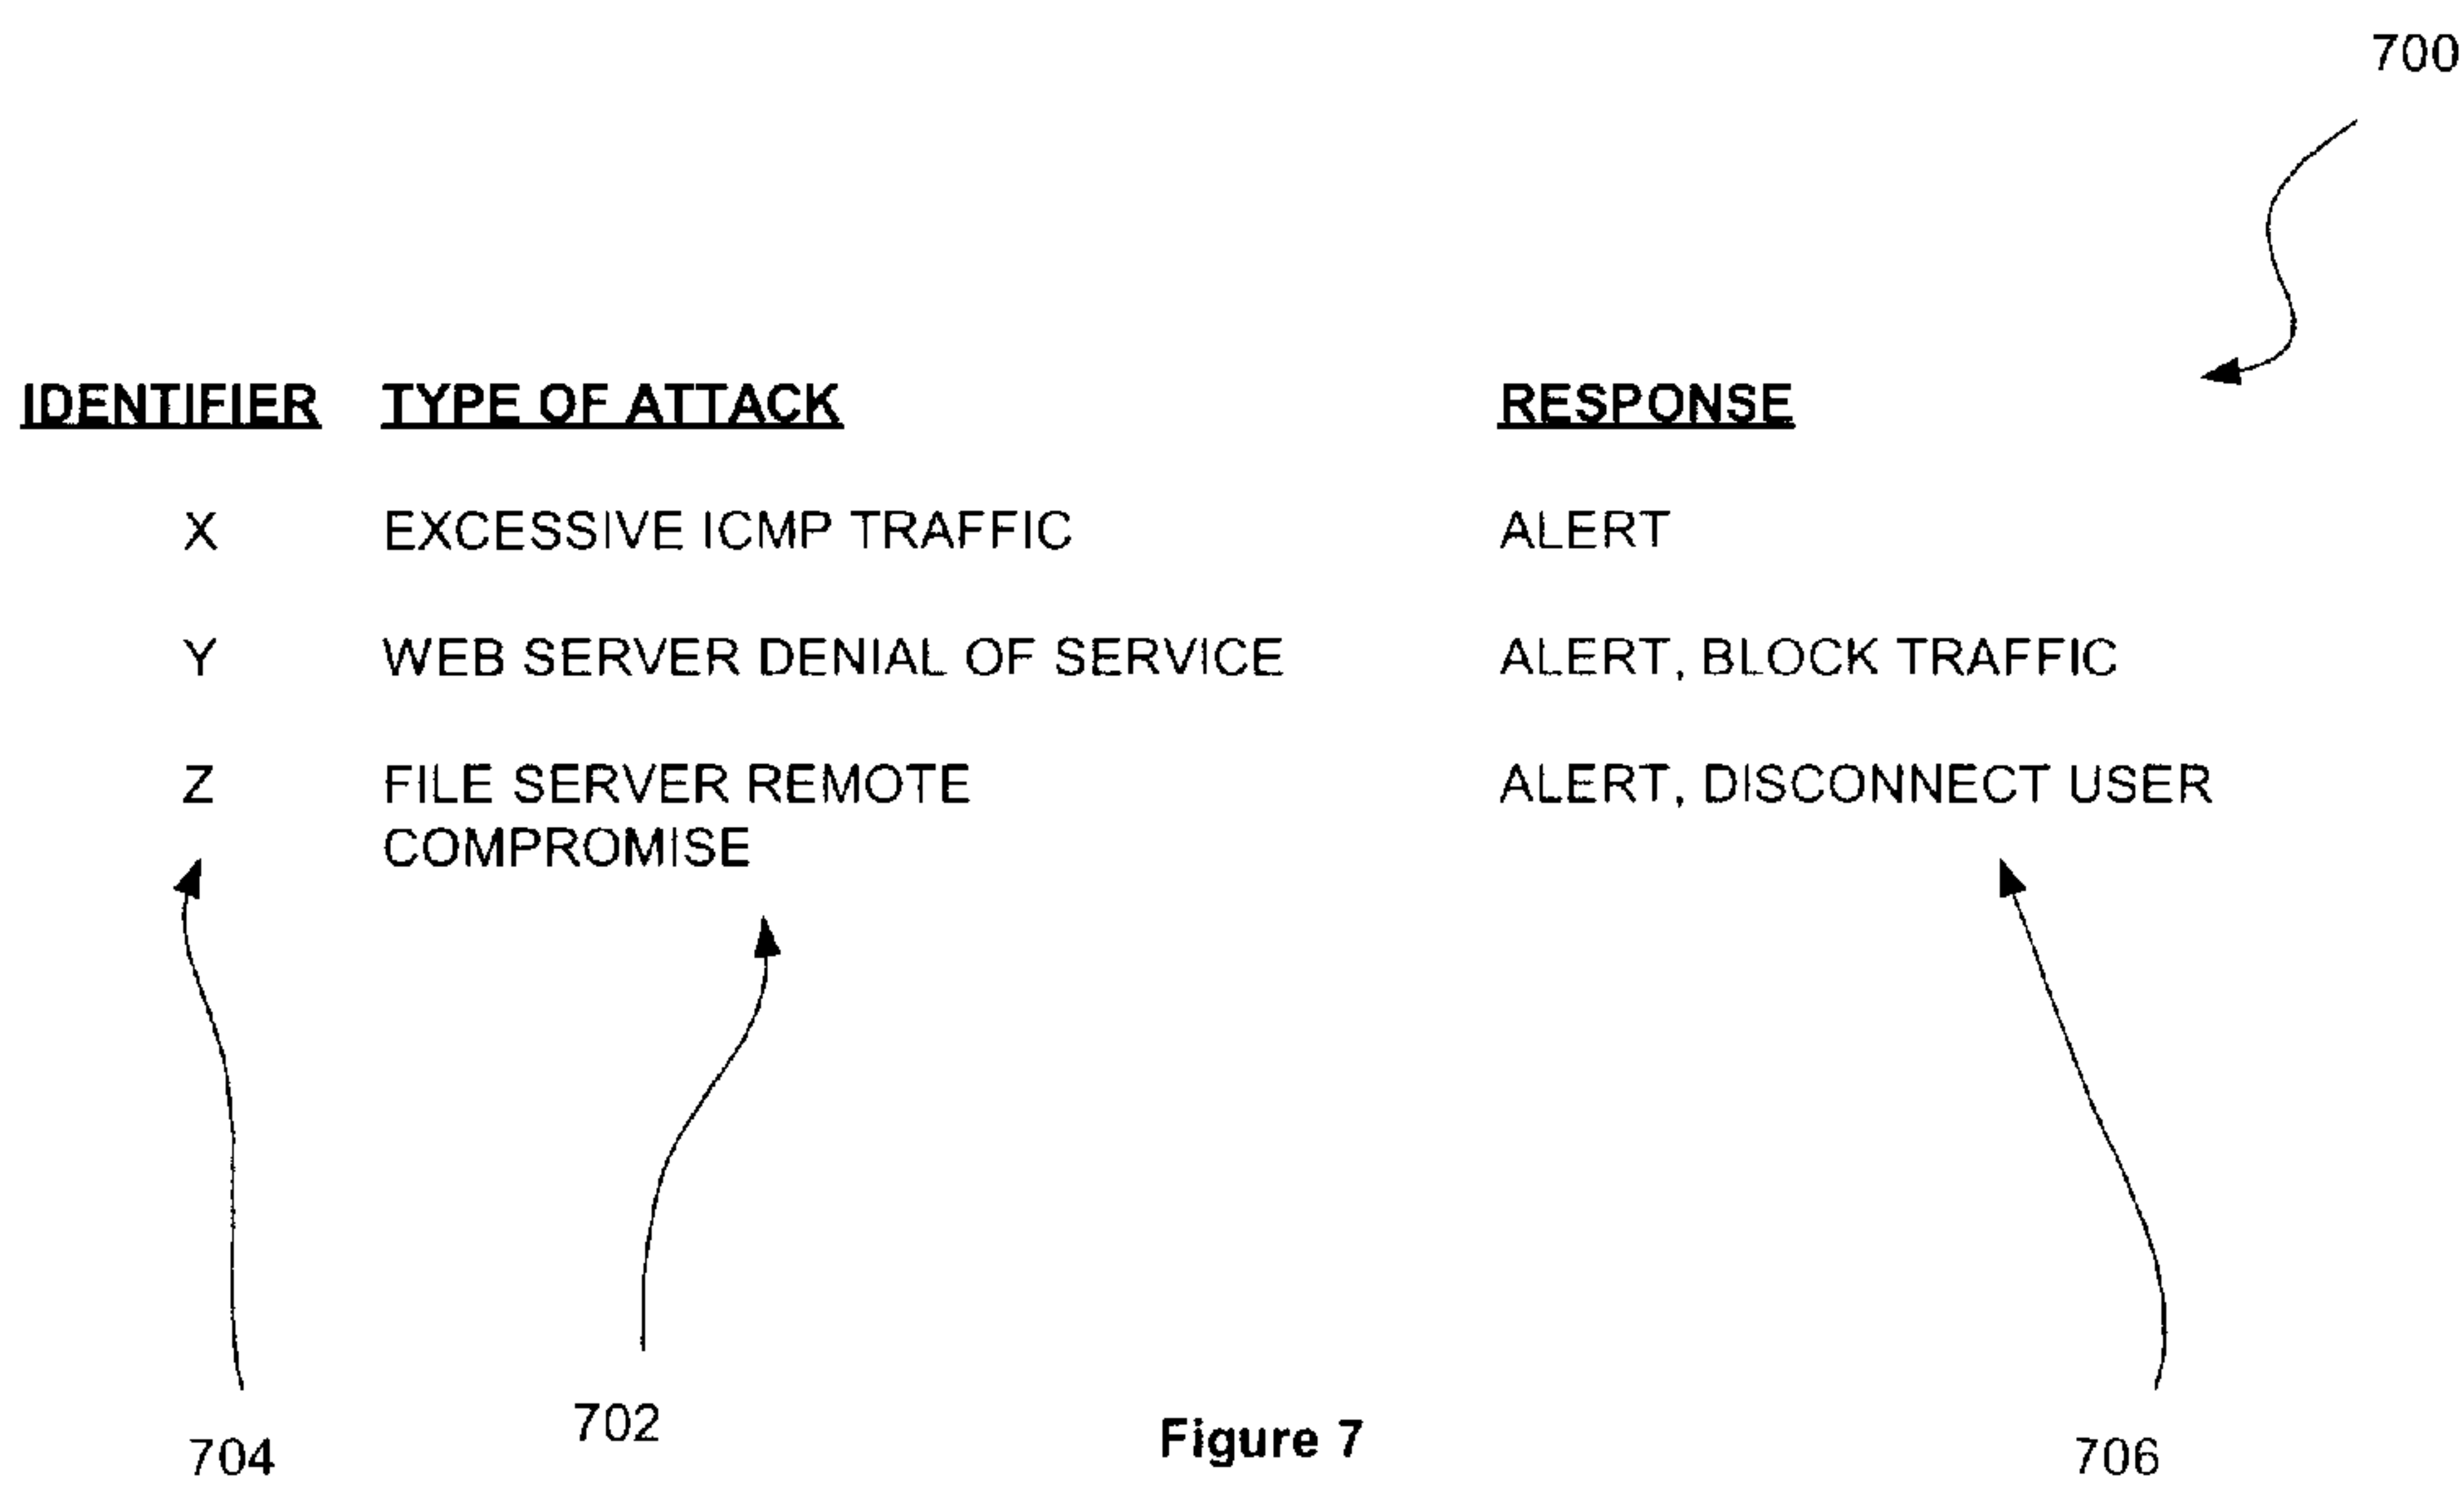 700
IDENTIFIER TYPE OF ATTACK RESPONSE
X EXCESSIVE ICMP TRAFFIC ALERT
Y WEB SERVER DENIAL OF SERVICE ALERT, BLOCK TRAFFIC
Z FILE SERVER REMOTE ALERT, DISCONNECT USER
COMPROMISE
704 702 Figure 7 706